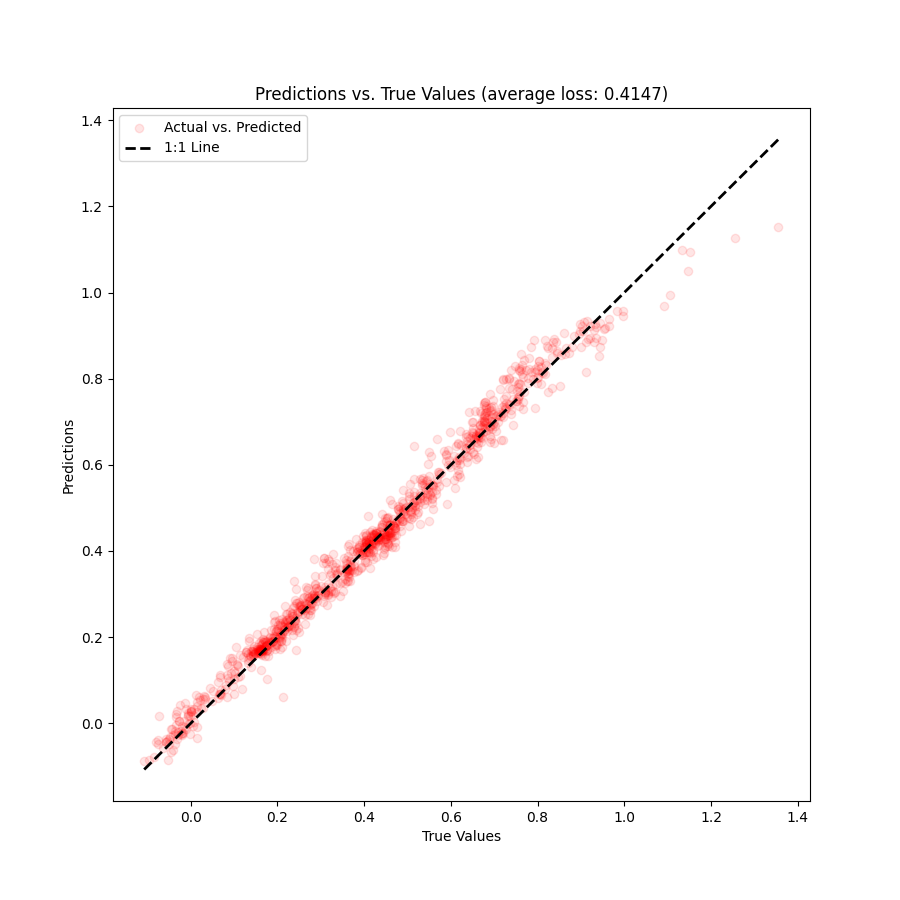 Predictions vs. True Values (average loss: 0.4147)
Actual vs. Predicted
1:1 Line
1.4
1.2
1.0
0.8
0.6
0.4
0.2
0.0
Predictions
0.0 0.2 0.4 0.6 0.8 1.0 1.2 1.4
True Values